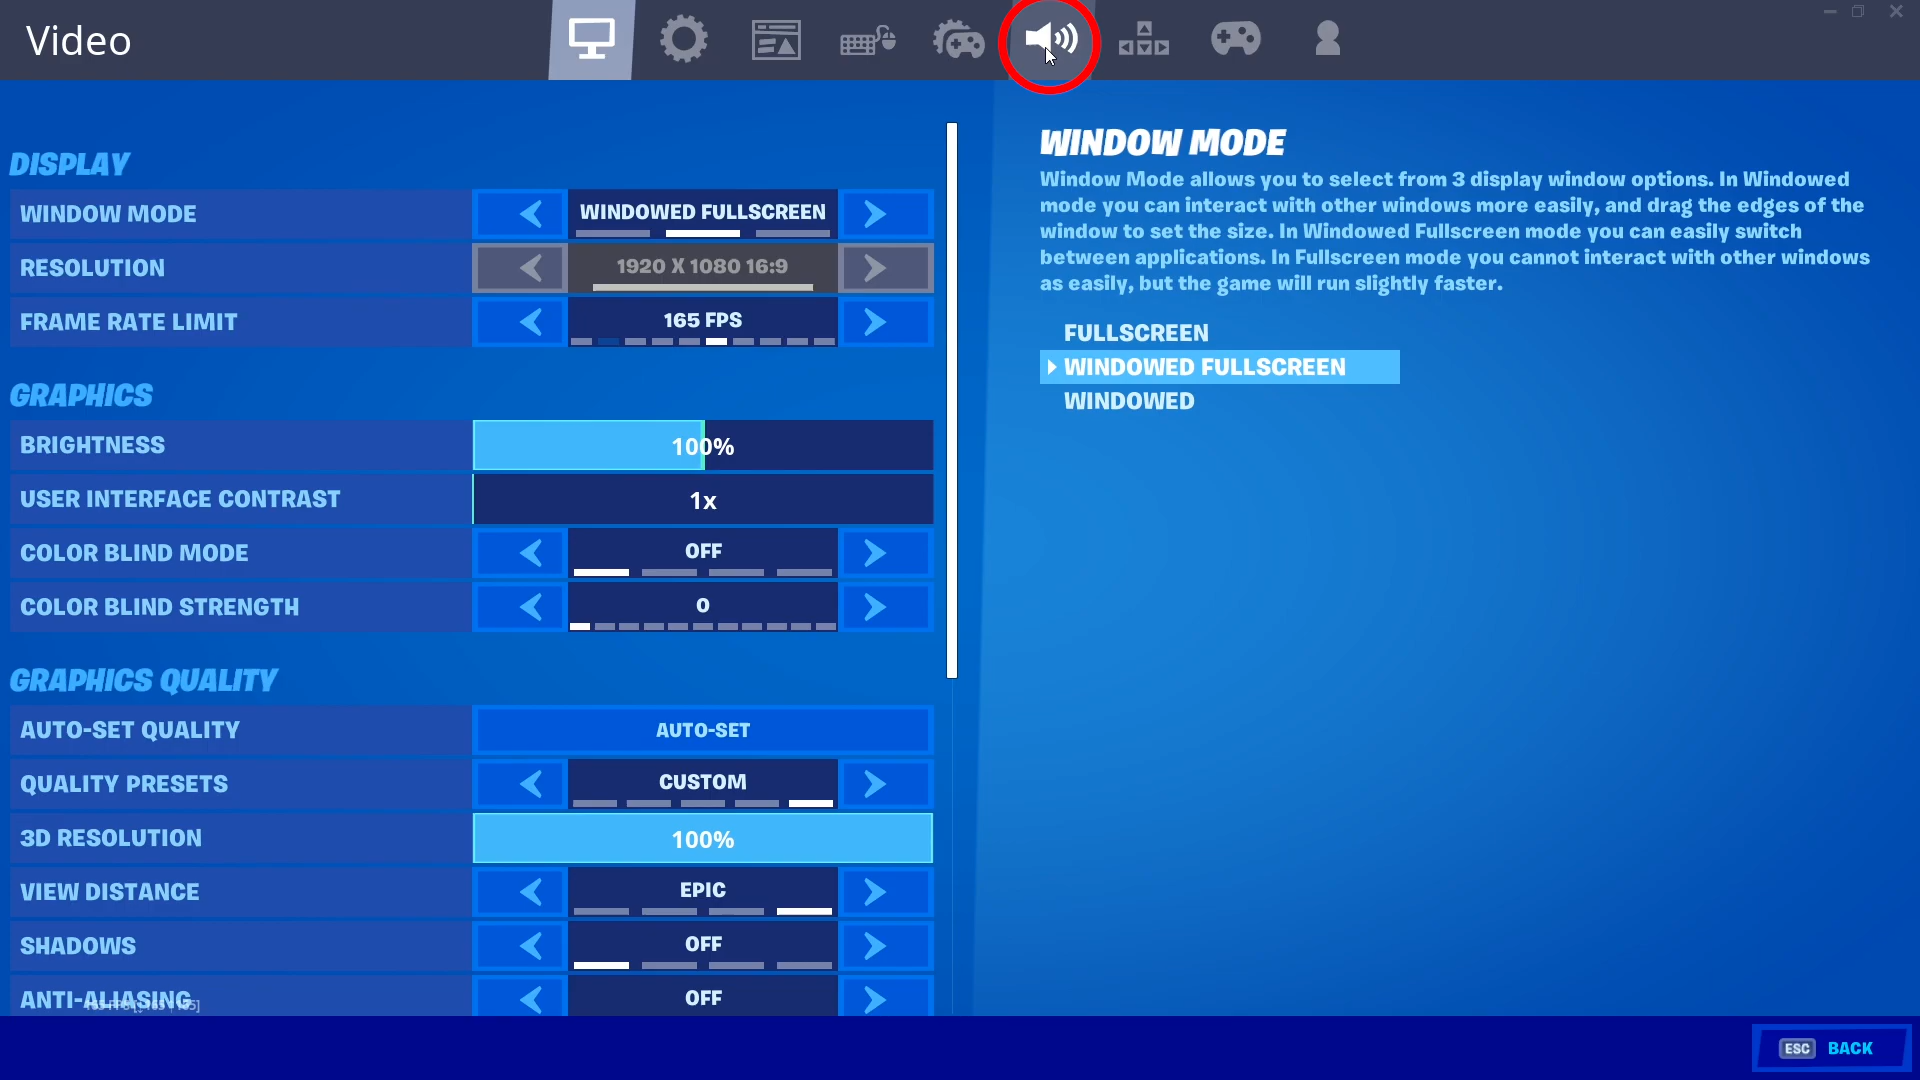 Video
DISPLAY
WINDOW MODE
WINDOWED FULLSCREEN
RESOLUTION
1920 X 1080 16:9
FRAME RATE LIMIT
165 FPS
GRAPHICS
BRIGHTNESS
100%
USER INTERFACE CONTRAST
1x
COLOR BLIND MODE
OFF
COLOR BLIND STRENGTH
0
GRAPHICS QUALITY
AUTO-SET QUALITY
AUTO-SET
QUALITY PRESETS
CUSTOM
3D RESOLUTION
100%
VIEW DISTANCE
EPIC
SHADOWS
OFF
ANTI-ALIASING
OFF
WINDOW MODE
Window Mode allows you to select from 3 display window options. In Windowed
mode you can interact with other windows more easily, and drag the edges of the
window to set the size. In Windowed Fullscreen mode you can easily switch
between applications. In Fullscreen mode you cannot interact with other windows
as easily, but the game will run slightly faster.
FULLSCREEN
WINDOWED FULLSCREEN
WINDOWED
ESC BACK